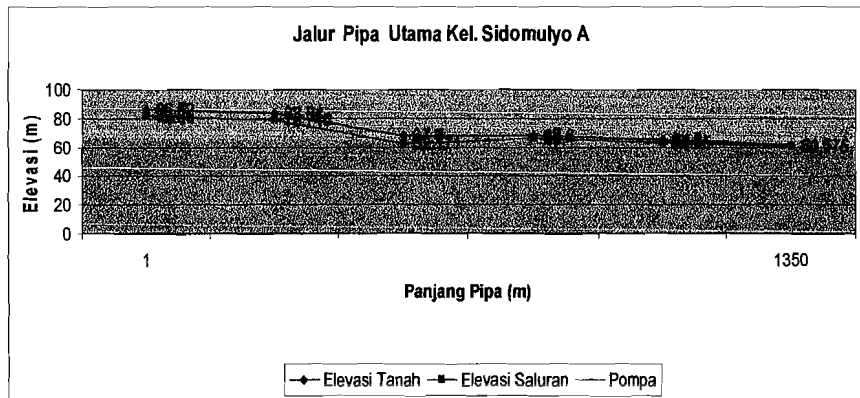 Jalur Pipa Utama Kel. Sidomulyo A
Elevasi (m)
100
80
60
40
20
0
1
1350
Panjang Pipa (m)
Elevasi Tanah
Elevasi Saluran
Pompa